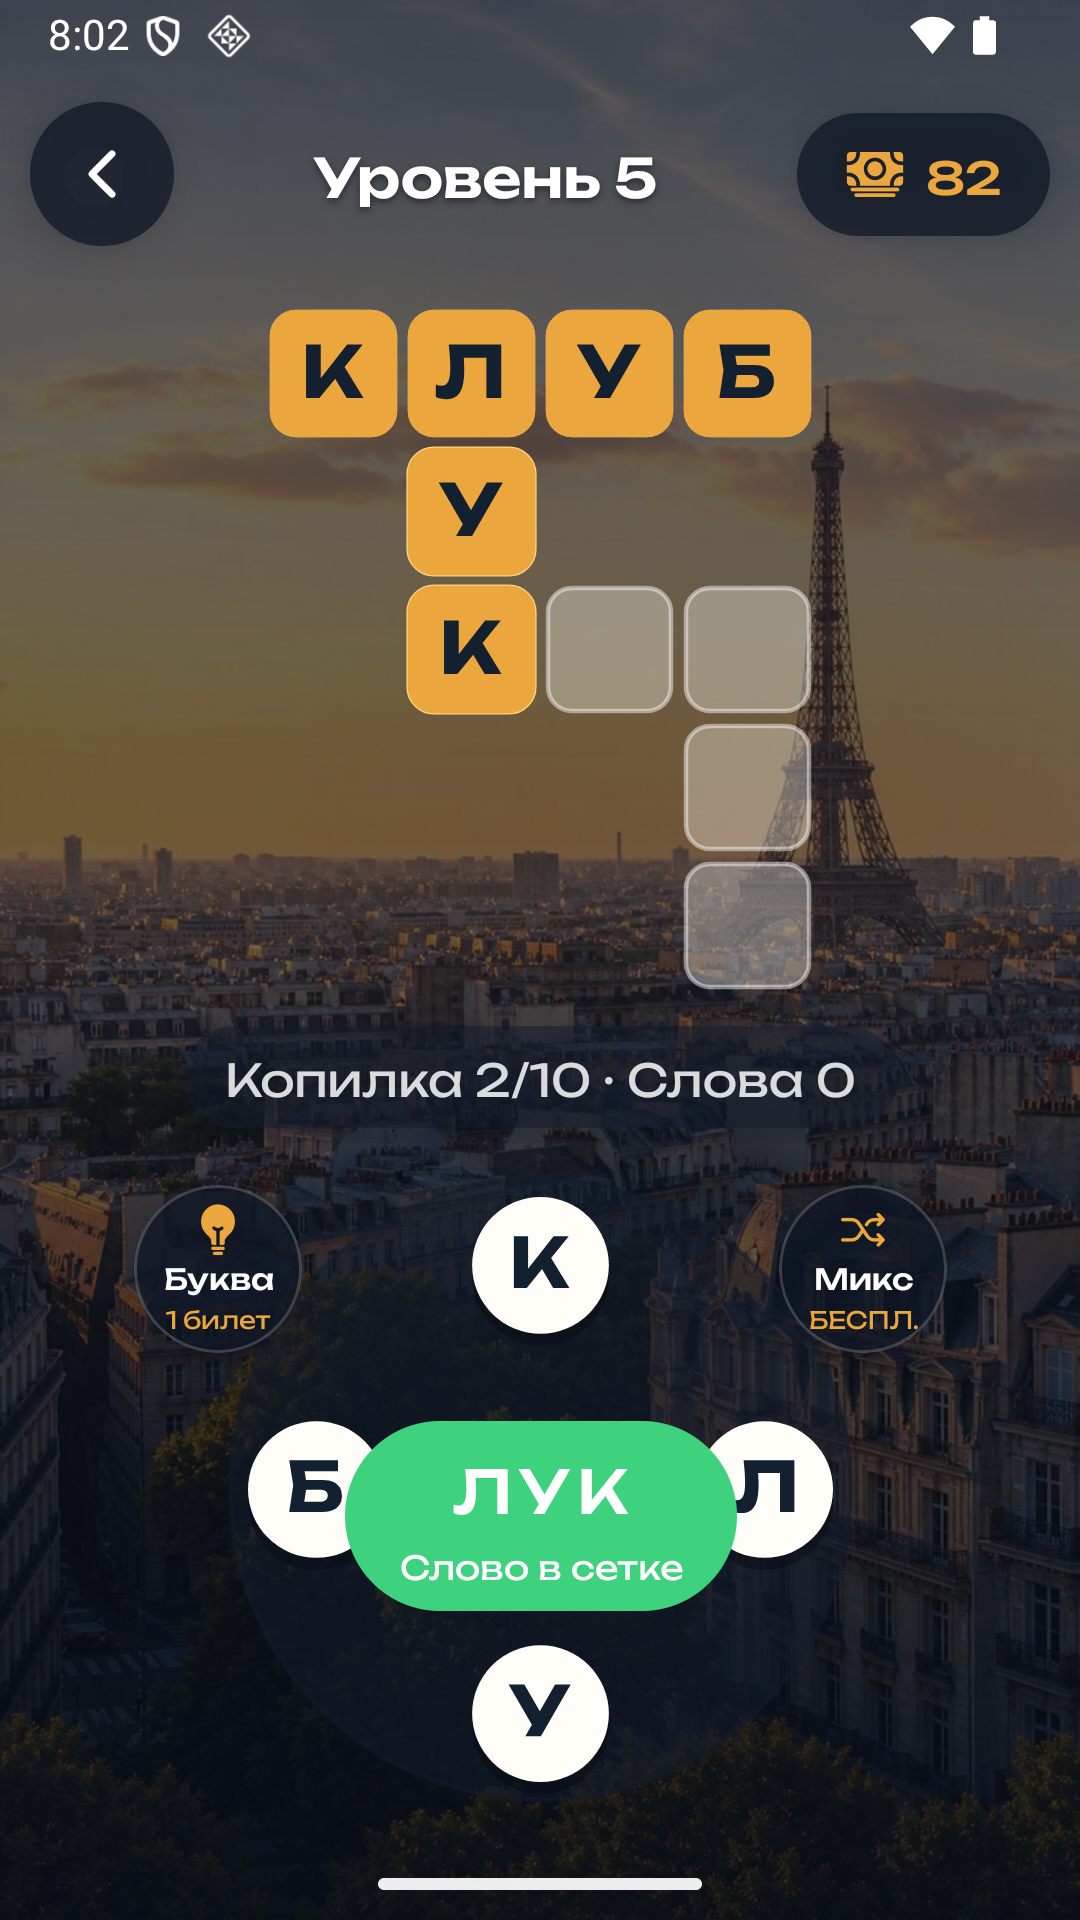 8:02
Уровень 5
82
К Л У Б
У
К
Копилка 2/10 · Слова 0
Буква
1 билет
К
Микс
БЕСПЛ.
Б
ЛУК
Л
Слово в сетке
У